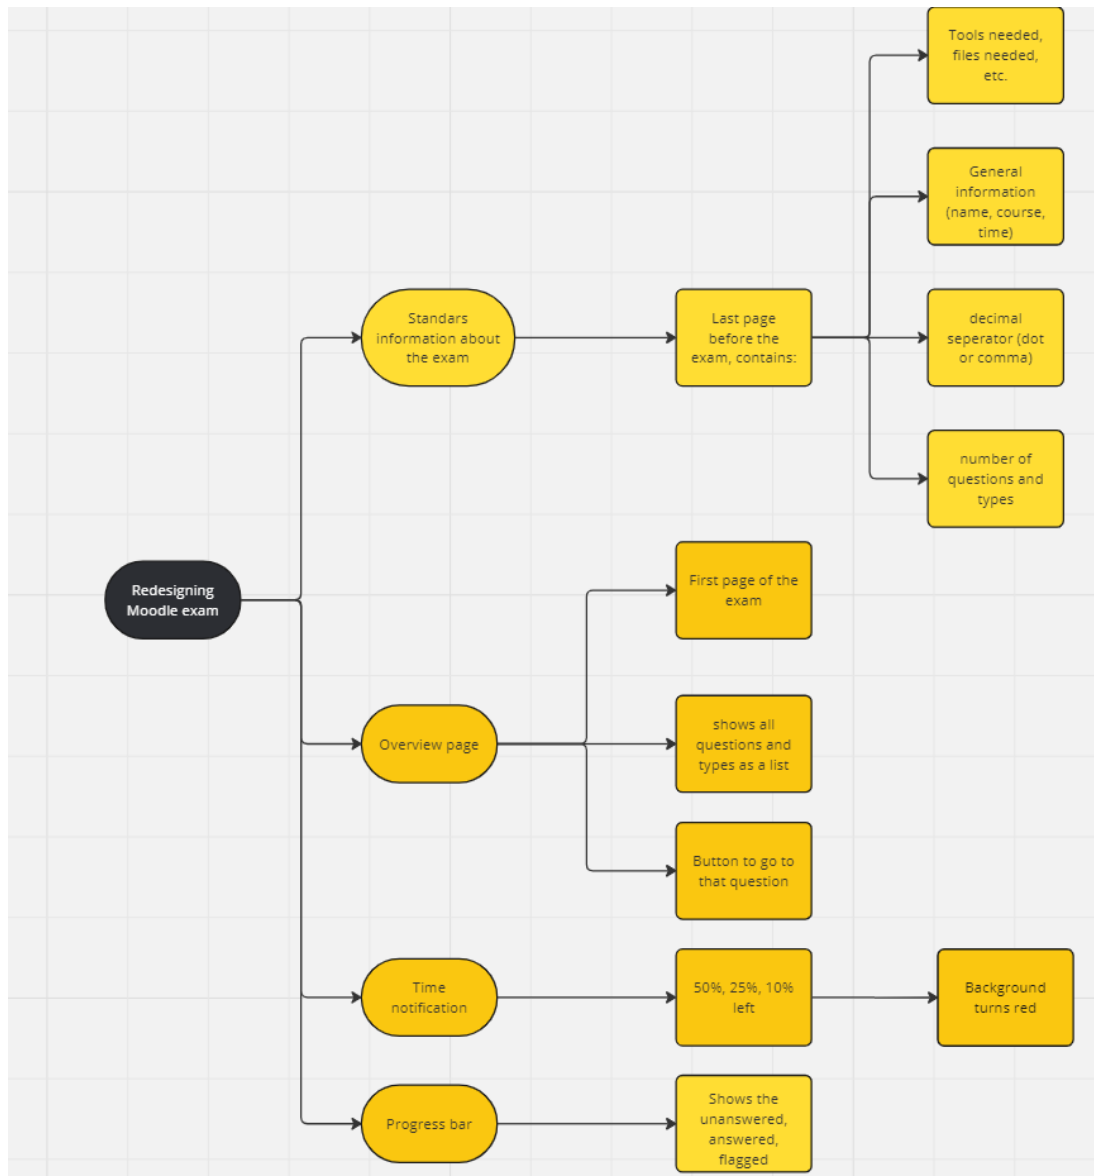 Tools needed,
files needed,
etc.
General
information
(name, course,
time)
Standars
information about
the exam
Last page
before the
exam, contains:
decimal
seperator (dot
or comma)
number of
questions and
types
Redesigning
Moodle exam
First page of the
exam
Overview page
shows all
questions and
types as a list
Button to go to
that question
Time
notification
50%, 25%, 10%
left
Background
turns red
Progress bar
Shows the
unanswered,
answered,
flagged